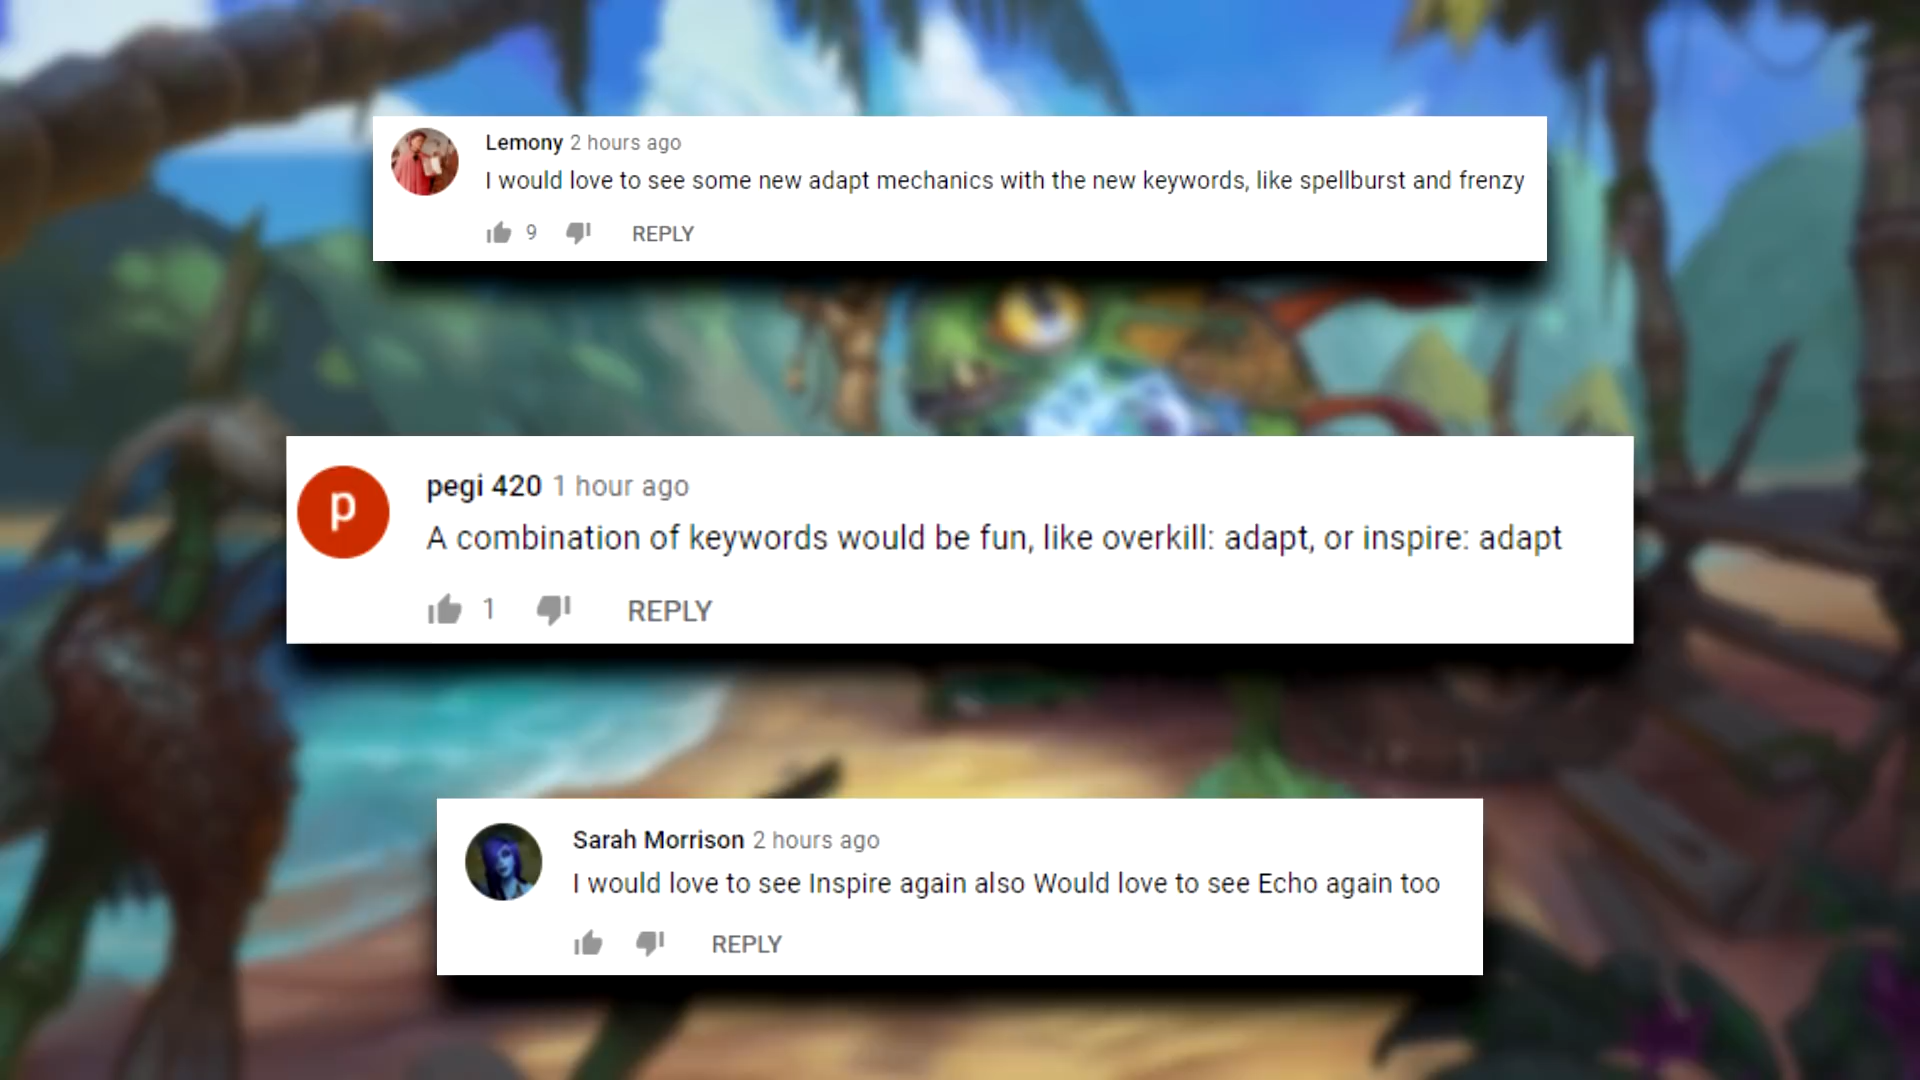 Lemony 2 hours ago
I would love to see some new adapt mechanics with the new keywords, like spellburst and frenzy
9 REPLY
p
pegi 420 1 hour ago
A combination of keywords would be fun, like overkill: adapt, or inspire: adapt
1 REPLY
Sarah Morrison 2 hours ago
I would love to see Inspire again also Would love to see Echo again too
REPLY